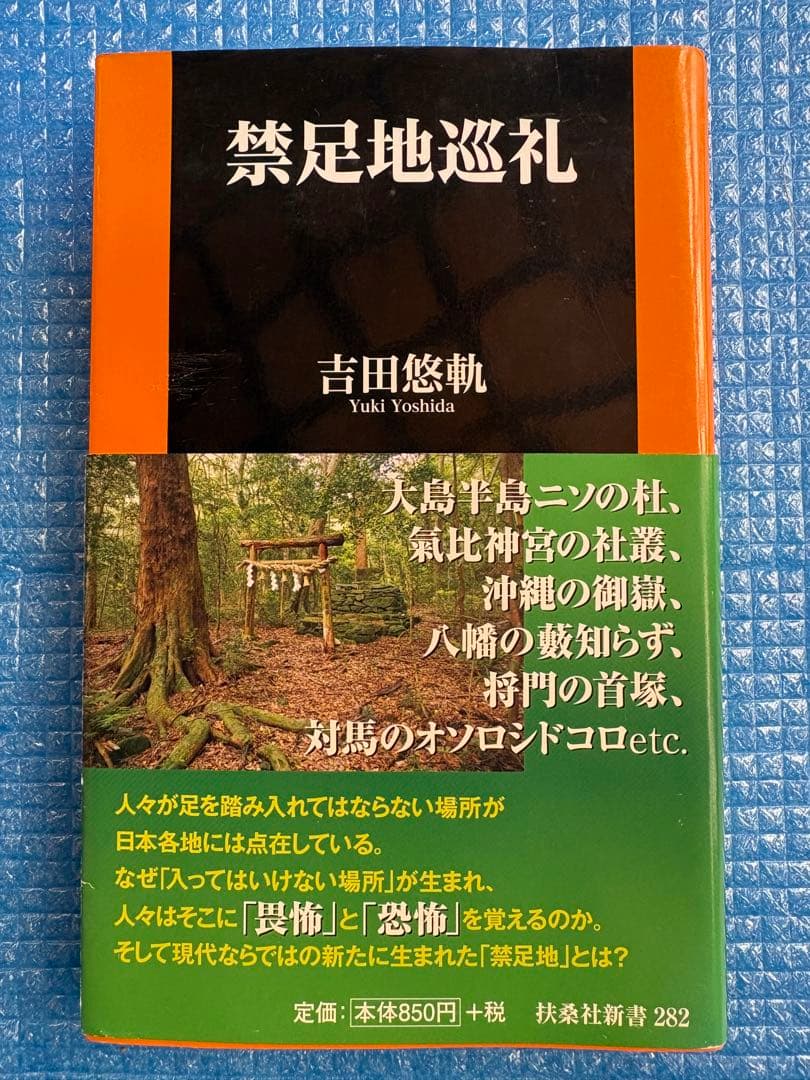 禁足地巡礼
吉田悠軌
Yuki Yoshida
大島半島ニソの杜、
氣比神宮の社叢、
沖縄の御嶽、
八幡の藪知らず、
将門の首塚、
対馬のオソロシドコロetc.
人々が足を踏み入れてはならない場所が
日本各地には点在している。
なぜ「入ってはいけない場所」が生まれ、
人々はそこに「畏怖」と「恐怖」を覚えるのか。
そして現代ならではの新たに生まれた「禁足地」とは?
定価:本体850円+税 扶桑社新書 282